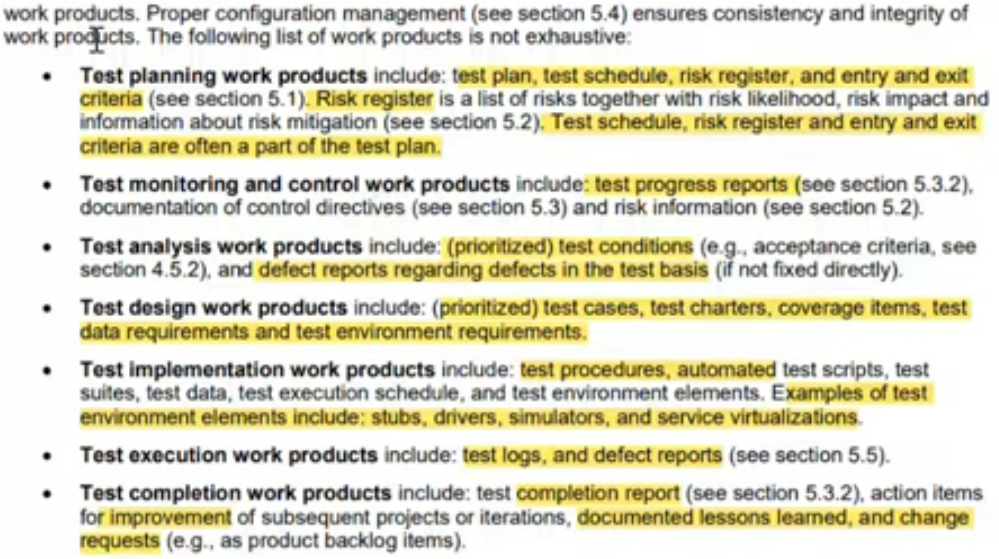 work products. Proper configuration management (see section 5.4) ensures consistency and integrity of
work products. The following list of work products is not exhaustive:
• Test planning work products include: test plan, test schedule, risk register, and entry and exit
criteria (see section 5.1). Risk register is a list of risks together with risk likelihood, risk impact and
information about risk mitigation (see section 5.2). Test schedule, risk register and entry and exit
criteria are often a part of the test plan.
• Test monitoring and control work products include: test progress reports (see section 5.3.2),
documentation of control directives (see section 5.3) and risk information (see section 5.2).
• Test analysis work products include: (prioritized) test conditions (e.g., acceptance criteria, see
section 4.5.2), and defect reports regarding defects in the test basis (if not fixed directly).
• Test design work products include: (prioritized) test cases, test charters, coverage items, test
data requirements and test environment requirements.
• Test implementation work products include: test procedures, automated test scripts, test
suites, test data, test execution schedule, and test environment elements. Examples of test
environment elements include: stubs, drivers, simulators, and service virtualizations.
• Test execution work products include: test logs, and defect reports (see section 5.5).
• Test completion work products include: test completion report (see section 5.3.2), action items
for improvement of subsequent projects or iterations, documented lessons learned, and change
requests (e.g., as product backlog items).